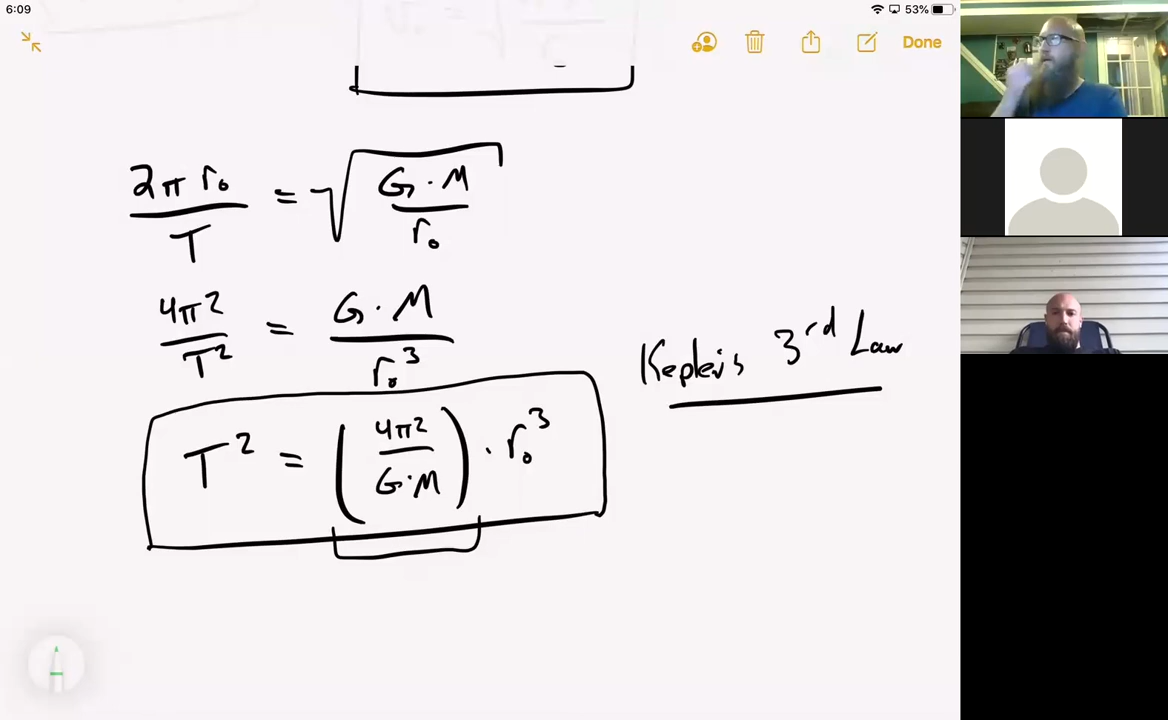 6:09 53%
Done
2π r₀ / T = √(G · M / r₀)
4π2 / T² = G · M / r₀³
Kepler's 3rd Law
T² = (4π2 / G·M) · r₀³